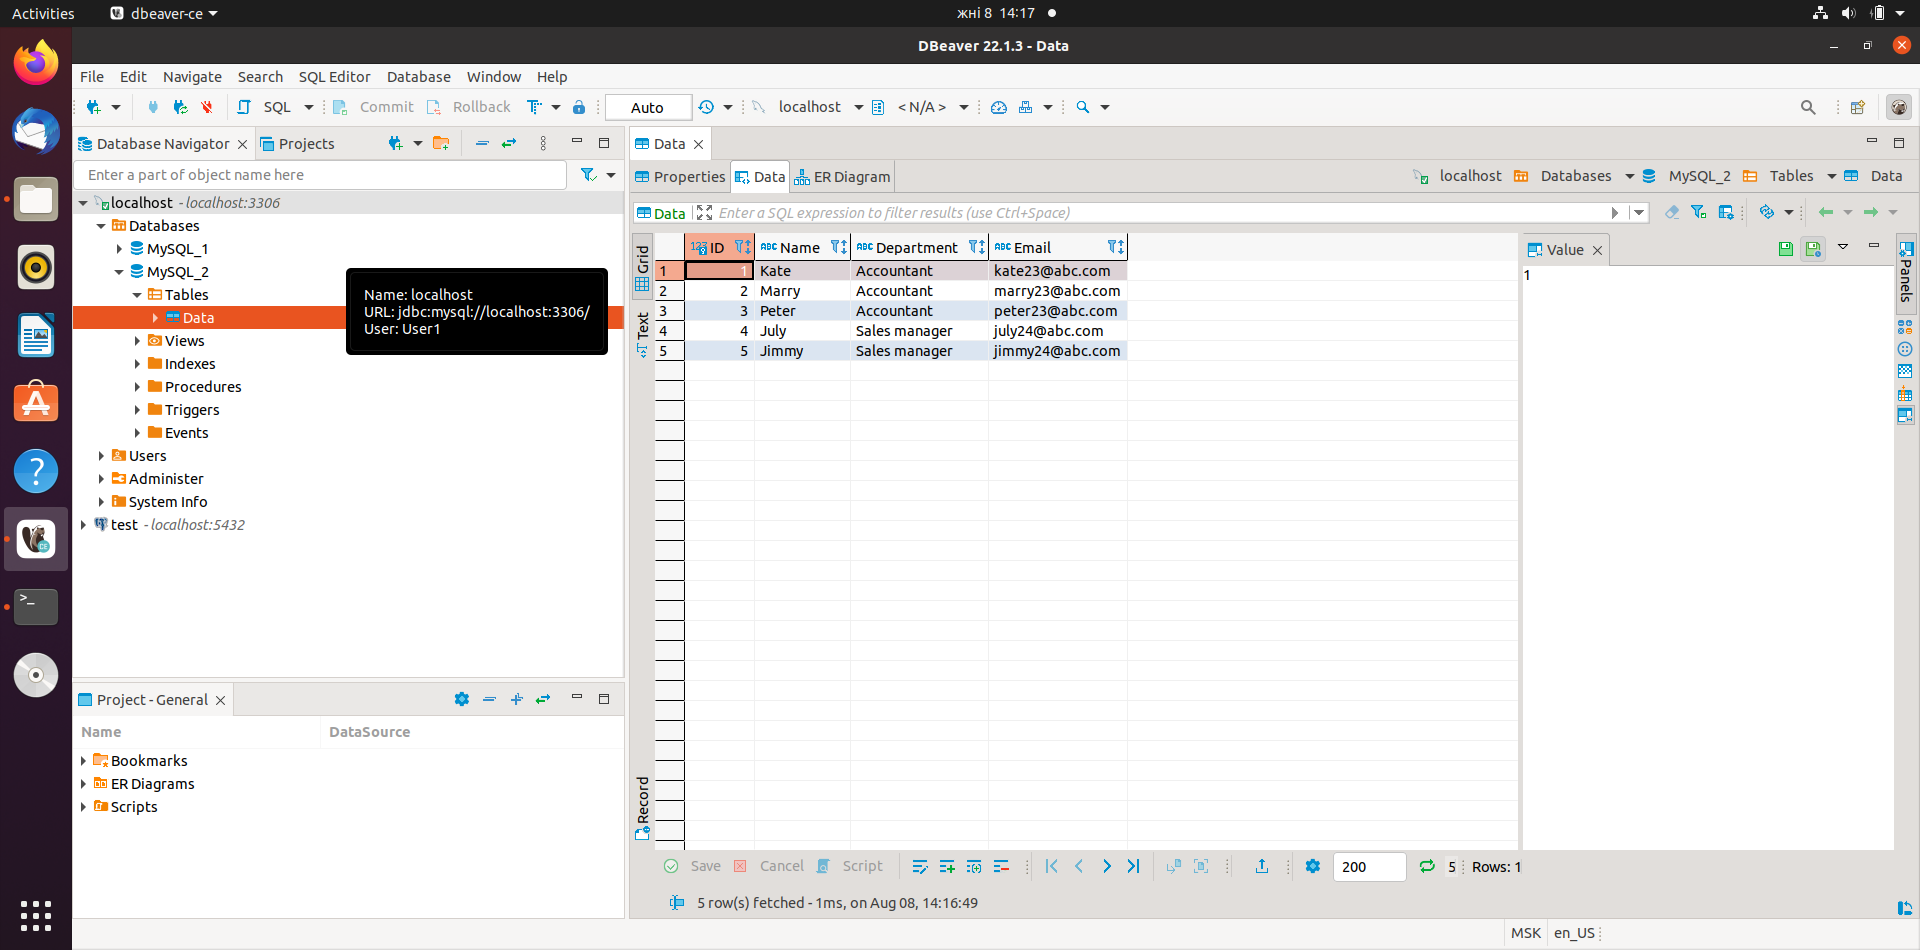 Activities dbeaver-ce жні 8 14:17
DBeaver 22.1.3 - Data
File Edit Navigate Search SQL Editor Database Window Help
SQL Commit Rollback Auto localhost < N/A >
Database Navigator Projects
Enter a part of object name here
localhost - localhost:3306
Databases
MySQL_1
MySQL_2
Tables
Data
Views
Indexes
Procedures
Triggers
Events
Users
Administer
System Info
test - localhost:5432
Name: localhost
URL: jdbc:mysql://localhost:3306/
User: User1
Project - General
Name DataSource
Bookmarks
ER Diagrams
Scripts
Data
Properties Data ER Diagram localhost Databases MySQL_2 Tables Data
Data Enter a SQL expression to filter results (use Ctrl+Space)
Grid
Text
Record
123 ID ABC Name ABC Department ABC Email
1 1 Kate Accountant kate23@abc.com
2 2 Marry Accountant marry23@abc.com
3 3 Peter Accountant peter23@abc.com
4 4 July Sales manager july24@abc.com
5 5 Jimmy Sales manager jimmy24@abc.com
Value
1
Panels
Save Cancel Script 200 5 Rows: 1
5 row(s) fetched - 1ms, on Aug 08, 14:16:49
MSK en_US